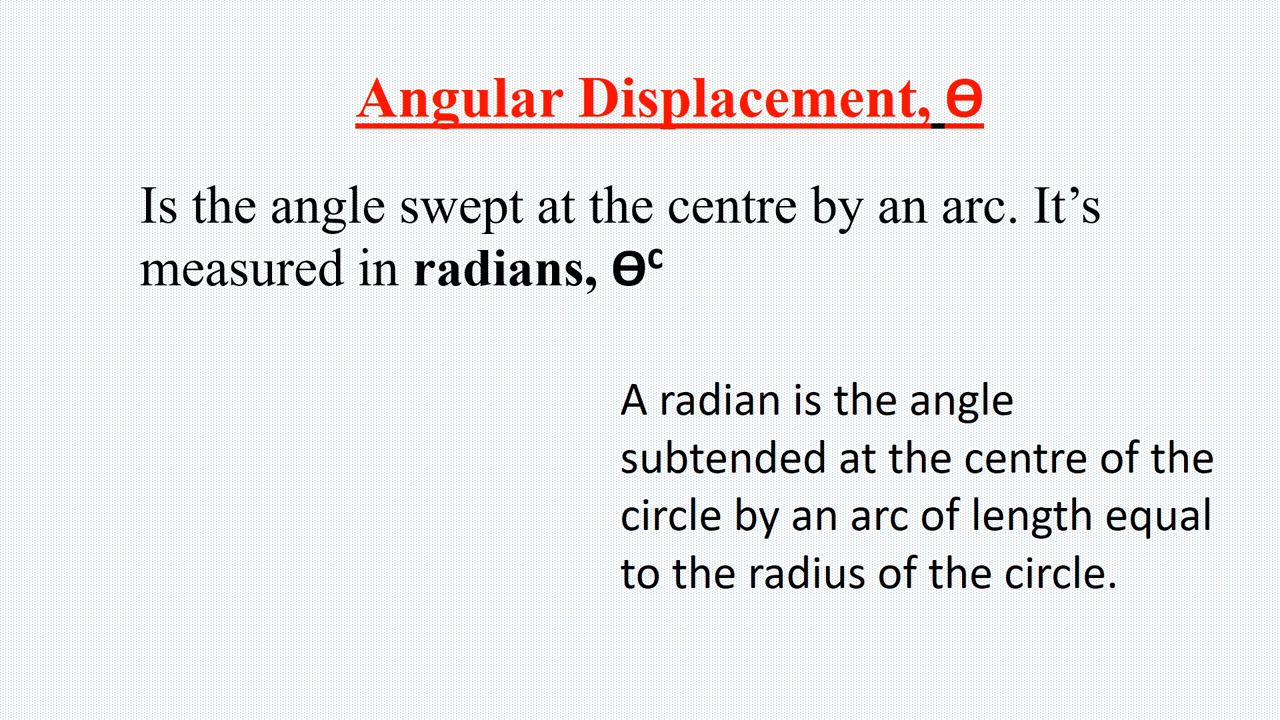 Angular Displacement, Ɵ
Is the angle swept at the centre by an arc. It’s
measured in radians, Ɵᶜ
A radian is the angle
subtended at the centre of the
circle by an arc of length equal
to the radius of the circle.